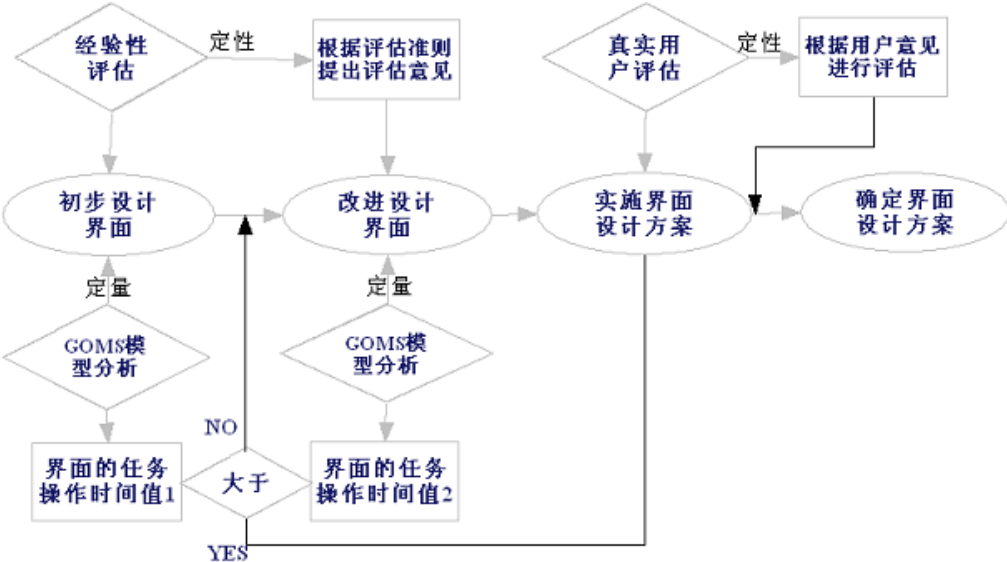 经验性
评估
定性
根据评估准则
提出评估意见
真实用
户评估
定性
根据用户意见
进行评估
初步设计
界面
改进设计
界面
实施界面
设计方案
确定界面
设计方案
定量
定量
GOMS模
型分析
GOMS模
型分析
NO
界面的任务
操作时间值1
大于
界面的任务
操作时间值2
YES